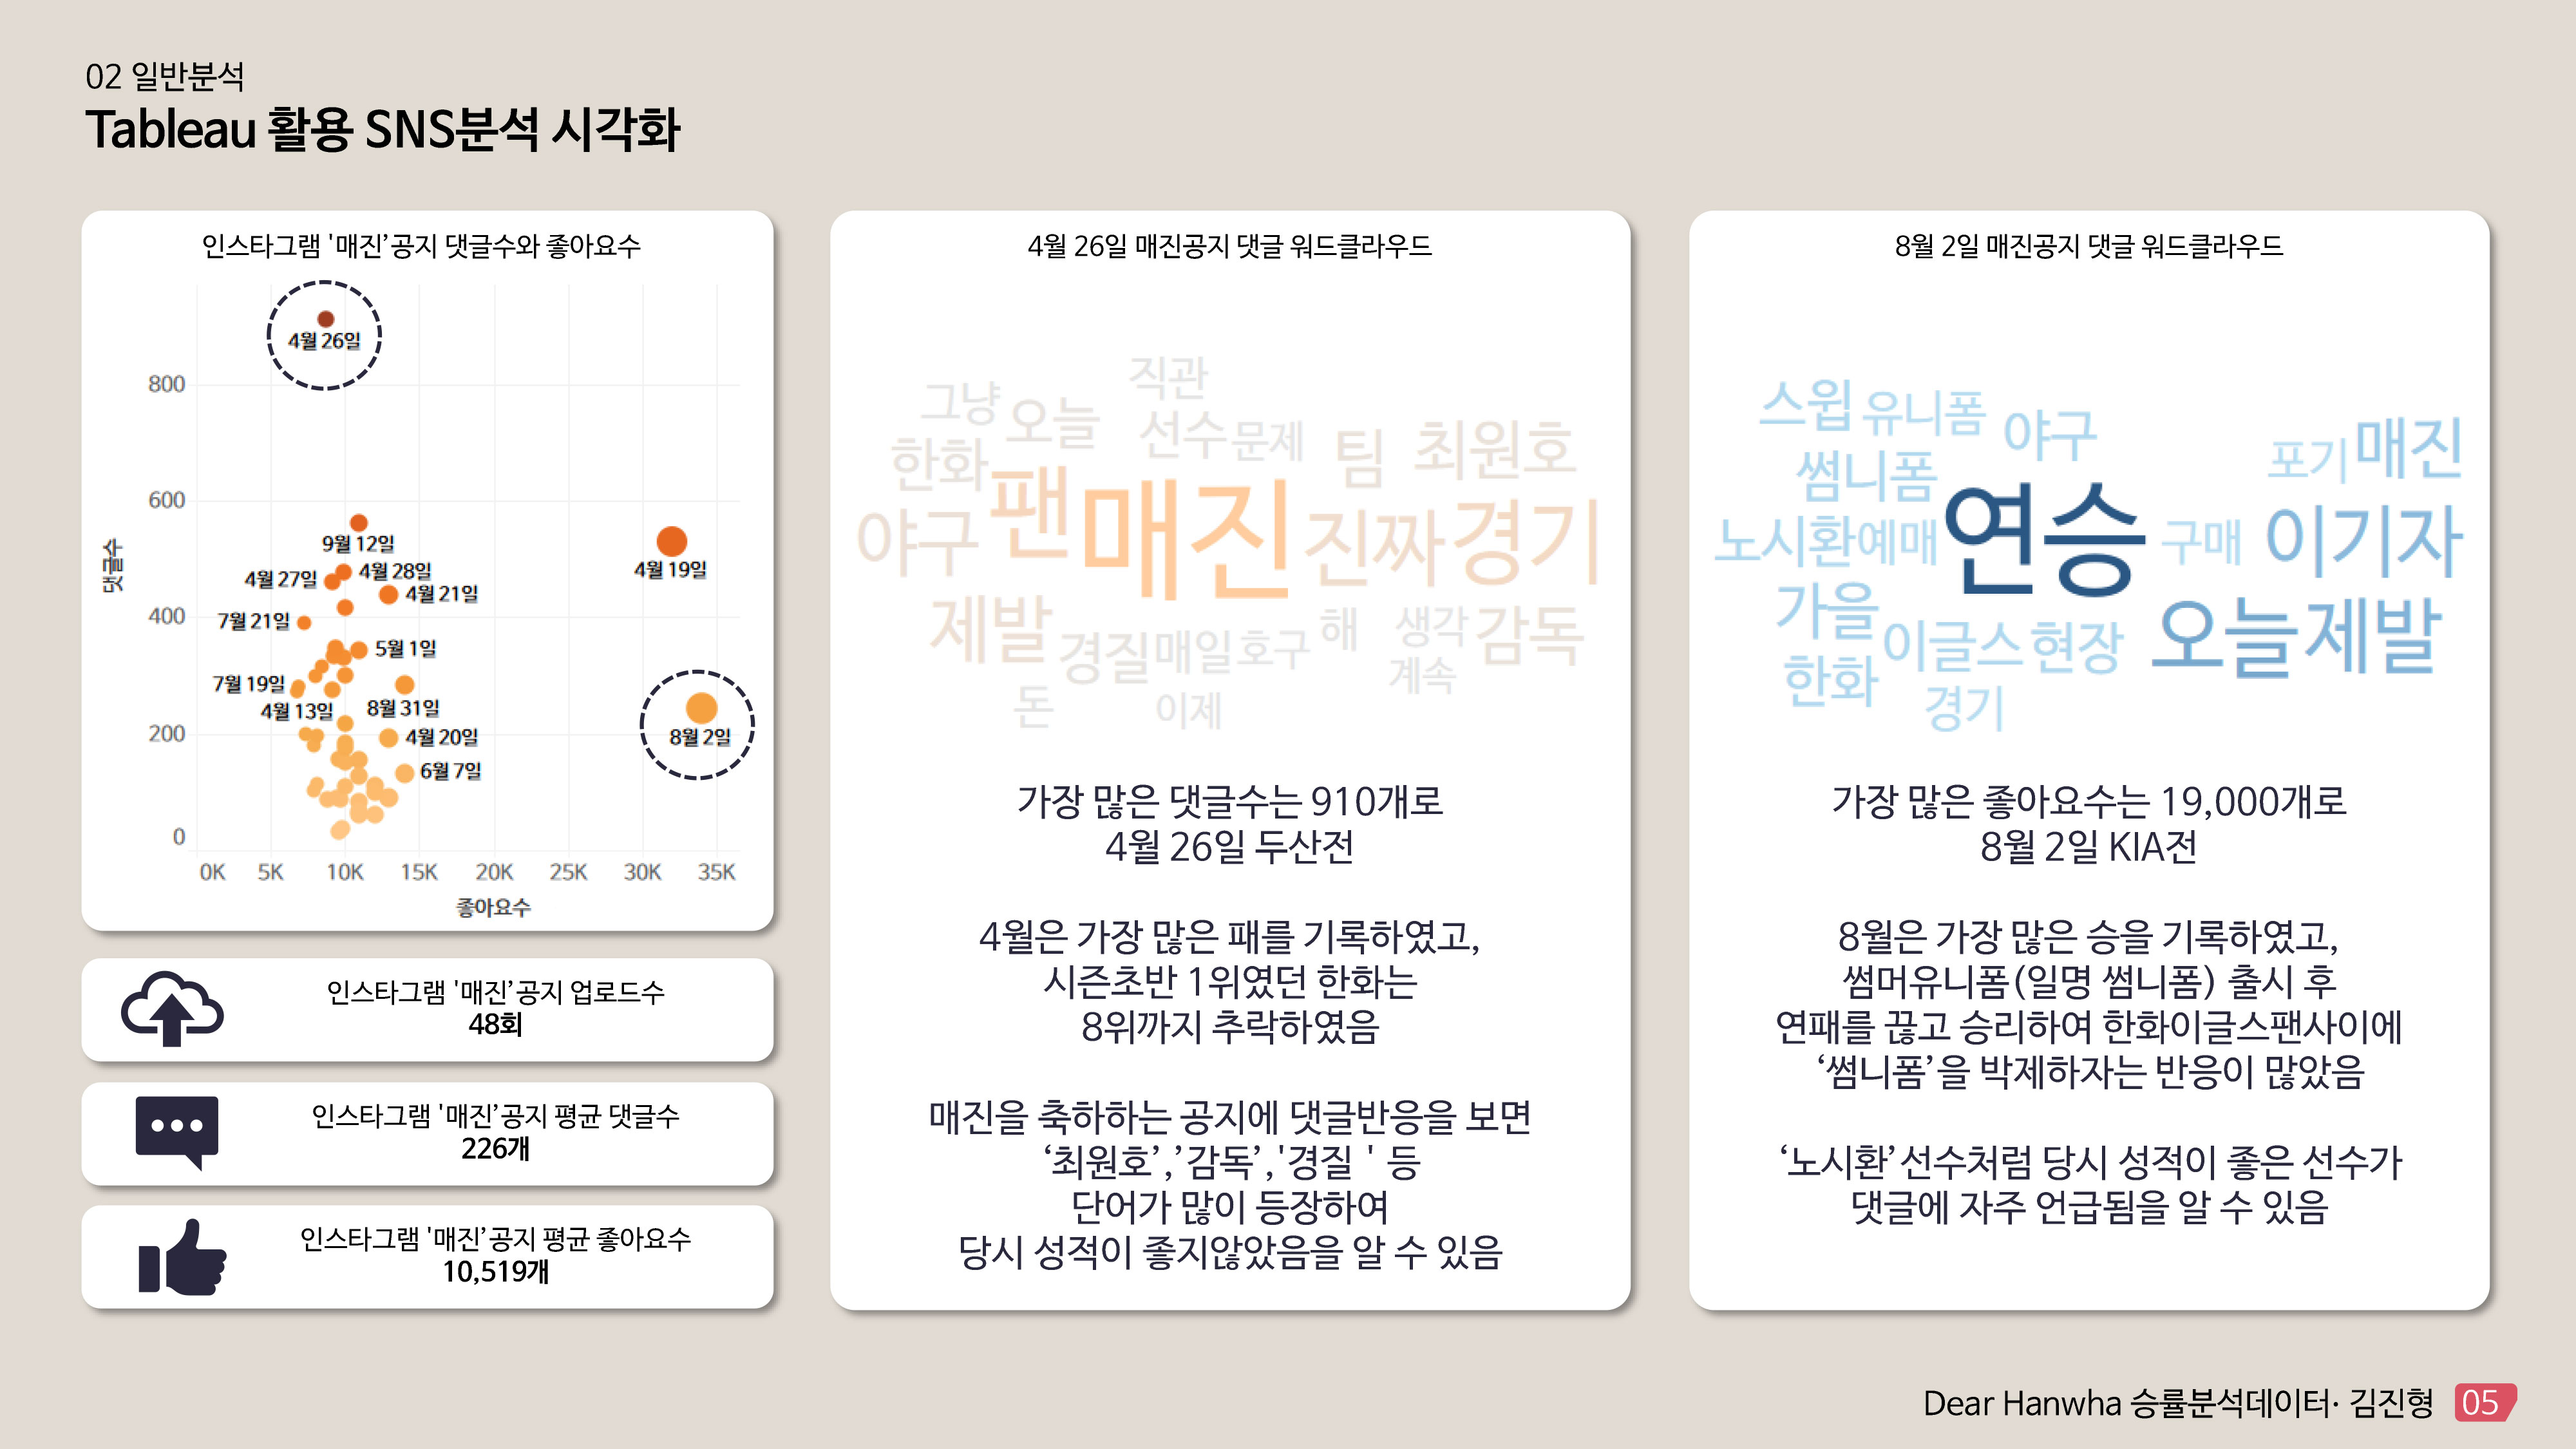 02 일반분석
Tableau 활용 SNS분석 시각화
인스타그램 '매진’공지 댓글수와 좋아요수
4월 26일
800
600
9월 12일
4월 19일
4월 27일
4월 28일
4월 21일
400
7월 21일
5월 1일
7월 19일
4월 13일
8월 31일
200
4월 20일
8월 2일
6월 7일
0
댓글수
0K 5K 10K 15K 20K 25K 30K 35K
좋아요수
인스타그램 '매진’공지 업로드수
48회
인스타그램 '매진’공지 평균 댓글수
226개
인스타그램 '매진’공지 평균 좋아요수
10,519개
4월 26일 매진공지 댓글 워드클라우드
직관
그냥 오늘 선수 문제
한화 팀 최원호
야구 팬 매진 진짜 경기
제발 경질 매일 호구 해 생각 감독
계속
돈 이제
가장 많은 댓글수는 910개로
4월 26일 두산전
4월은 가장 많은 패를 기록하였고,
시즌초반 1위였던 한화는
8위까지 추락하였음
매진을 축하하는 공지에 댓글반응을 보면
‘최원호’,’감독’,'경질 ' 등
단어가 많이 등장하여
당시 성적이 좋지않았음을 알 수 있음
8월 2일 매진공지 댓글 워드클라우드
스윕 유니폼 야구
썸니폼 포기 매진
노시환 예매 연승 구매 이기자
가을 이글스 현장 오늘 제발
한화 경기
가장 많은 좋아요수는 19,000개로
8월 2일 KIA전
8월은 가장 많은 승을 기록하였고,
썸머유니폼(일명 썸니폼) 출시 후
연패를 끊고 승리하여 한화이글스팬사이에
‘썸니폼’을 박제하자는 반응이 많았음
‘노시환’선수처럼 당시 성적이 좋은 선수가
댓글에 자주 언급됨을 알 수 있음
Dear Hanwha 승률분석데이터· 김진형 05